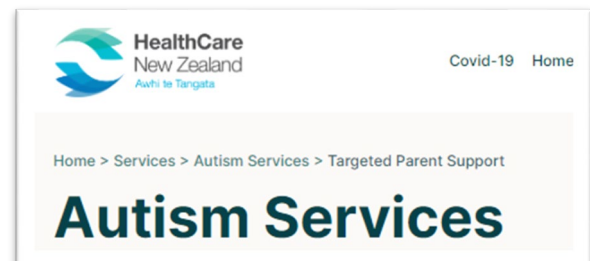 HealthCare
New Zealand
Awhi te Tangata
Covid-19 Home
Home > Services > Autism Services > Targeted Parent Support
Autism Services